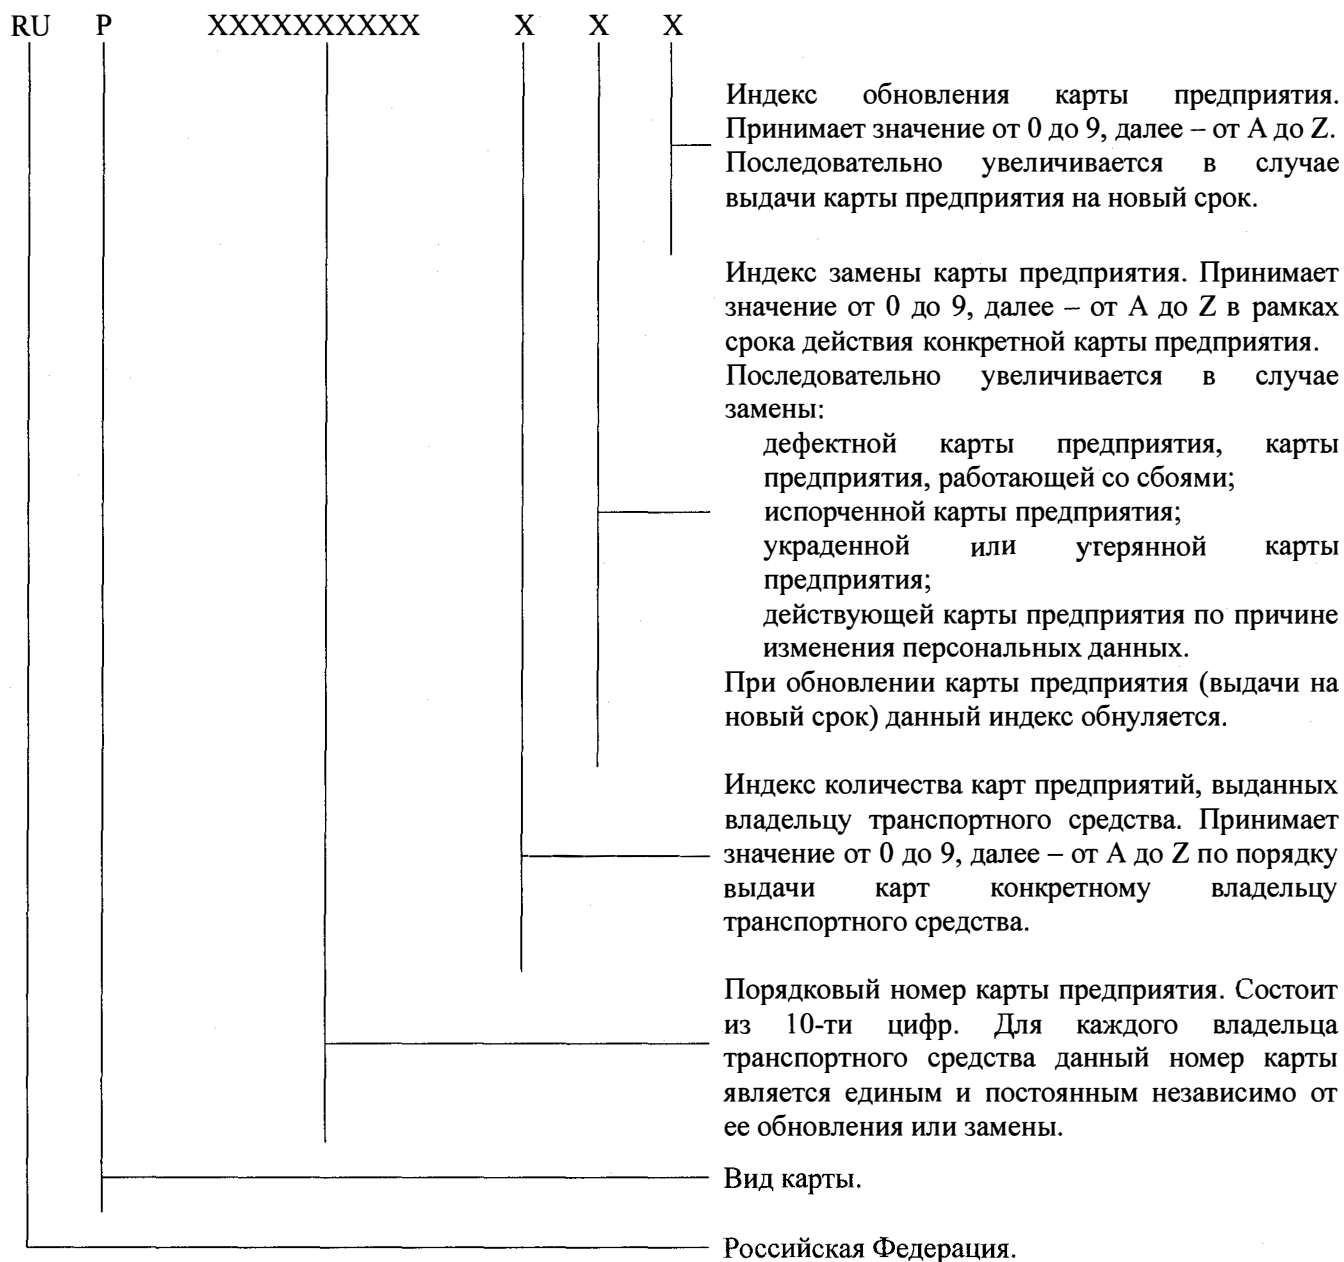 RU P XXXXXXXXXX X X X
Индекс обновления карты предприятия.
Принимает значение от 0 до 9, далее – от A до Z.
Последовательно увеличивается в случае
выдачи карты предприятия на новый срок.
Индекс замены карты предприятия. Принимает
значение от 0 до 9, далее – от A до Z в рамках
срока действия конкретной карты предприятия.
Последовательно увеличивается в случае
замены:
дефектной карты предприятия, карты
предприятия, работающей со сбоями;
испорченной карты предприятия;
украденной или утерянной карты
предприятия;
действующей карты предприятия по причине
изменения персональных данных.
При обновлении карты предприятия (выдачи на
новый срок) данный индекс обнуляется.
Индекс количества карт предприятий, выданных
владельцу транспортного средства. Принимает
значение от 0 до 9, далее – от A до Z по порядку
выдачи карт конкретному владельцу
транспортного средства.
Порядковый номер карты предприятия. Состоит
из 10-ти цифр. Для каждого владельца
транспортного средства данный номер карты
является единым и постоянным независимо от
ее обновления или замены.
Вид карты.
Российская Федерация.